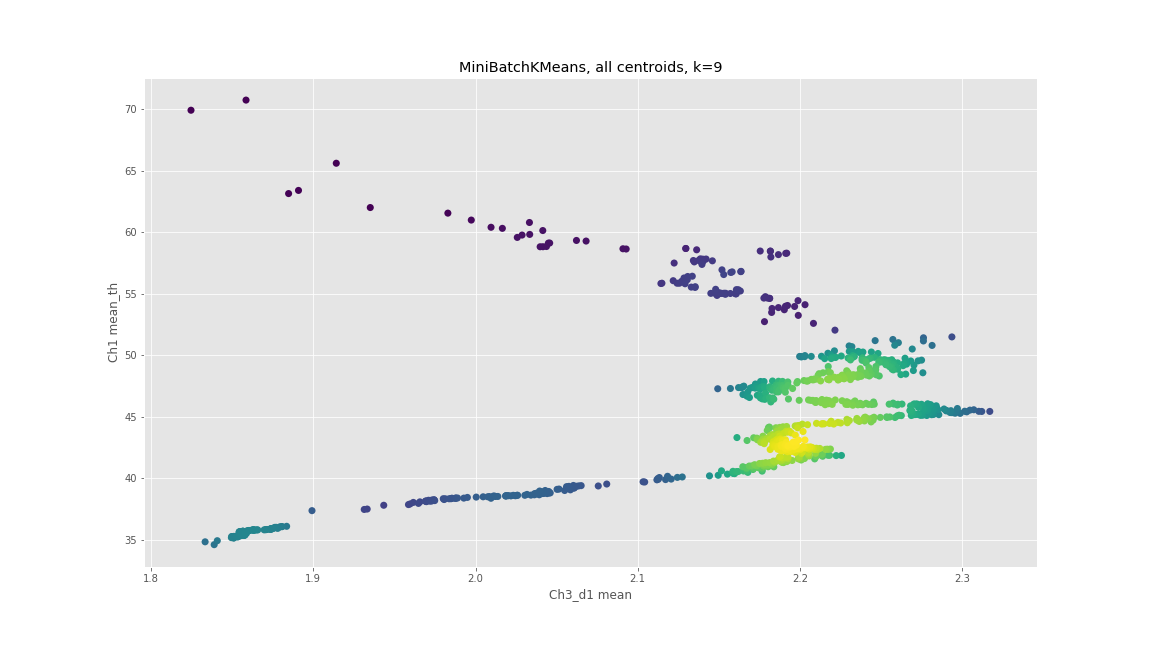 MiniBatchKMeans, all centroids, k=9
70
65
60
55
50
45
40
35
Ch1 mean_th
1.8 1.9 2.0 2.1 2.2 2.3
Ch3_d1 mean